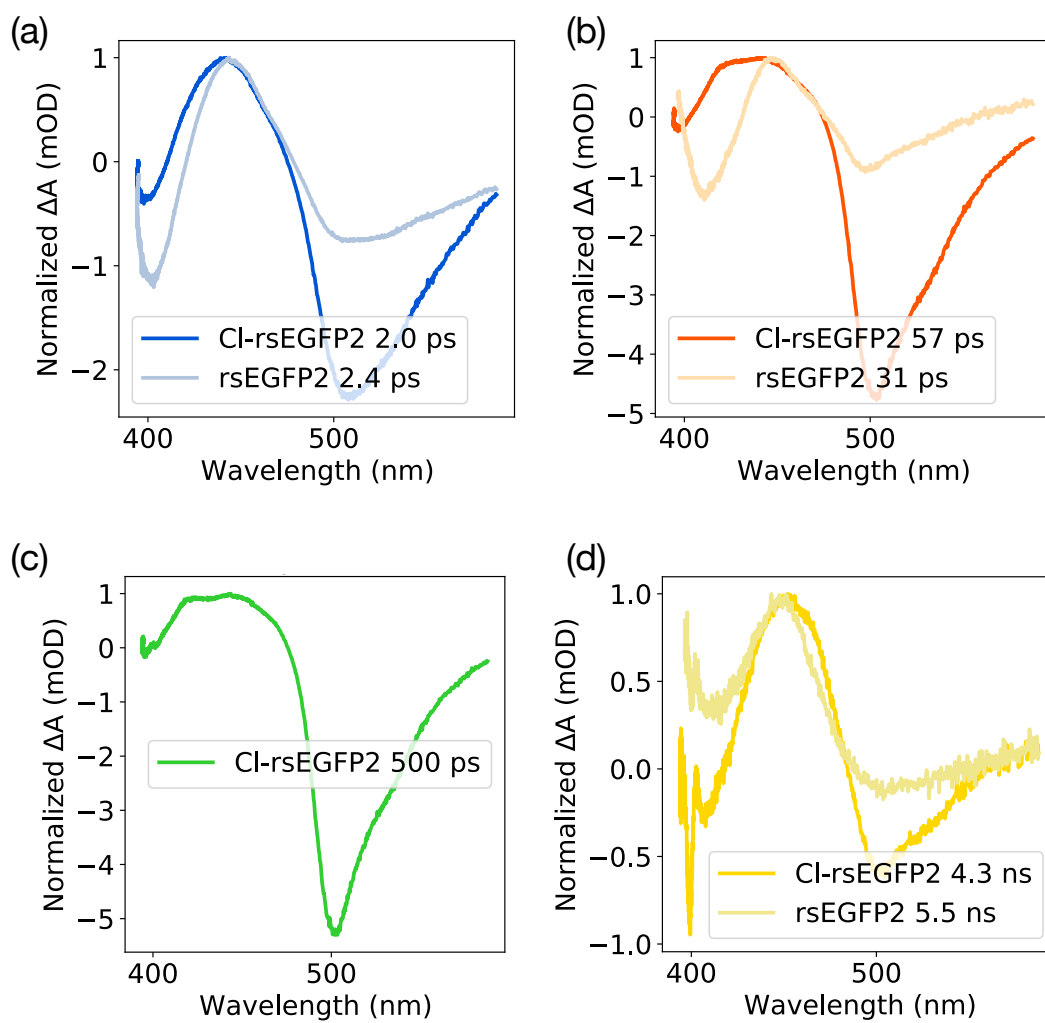 (a)
Normalized ΔA (mOD)
1
0
−1
−2
Cl-rsEGFP2 2.0 ps
rsEGFP2 2.4 ps
400
500
Wavelength (nm)
(b)
Normalized ΔA (mOD)
1
0
−1
−2
−3
−4
−5
Cl-rsEGFP2 57 ps
rsEGFP2 31 ps
400
500
Wavelength (nm)
(c)
Normalized ΔA (mOD)
1
0
−1
−2
−3
−4
−5
Cl-rsEGFP2 500 ps
400
500
Wavelength (nm)
(d)
Normalized ΔA (mOD)
1.0
0.5
0.0
−0.5
−1.0
Cl-rsEGFP2 4.3 ns
rsEGFP2 5.5 ns
400
500
Wavelength (nm)